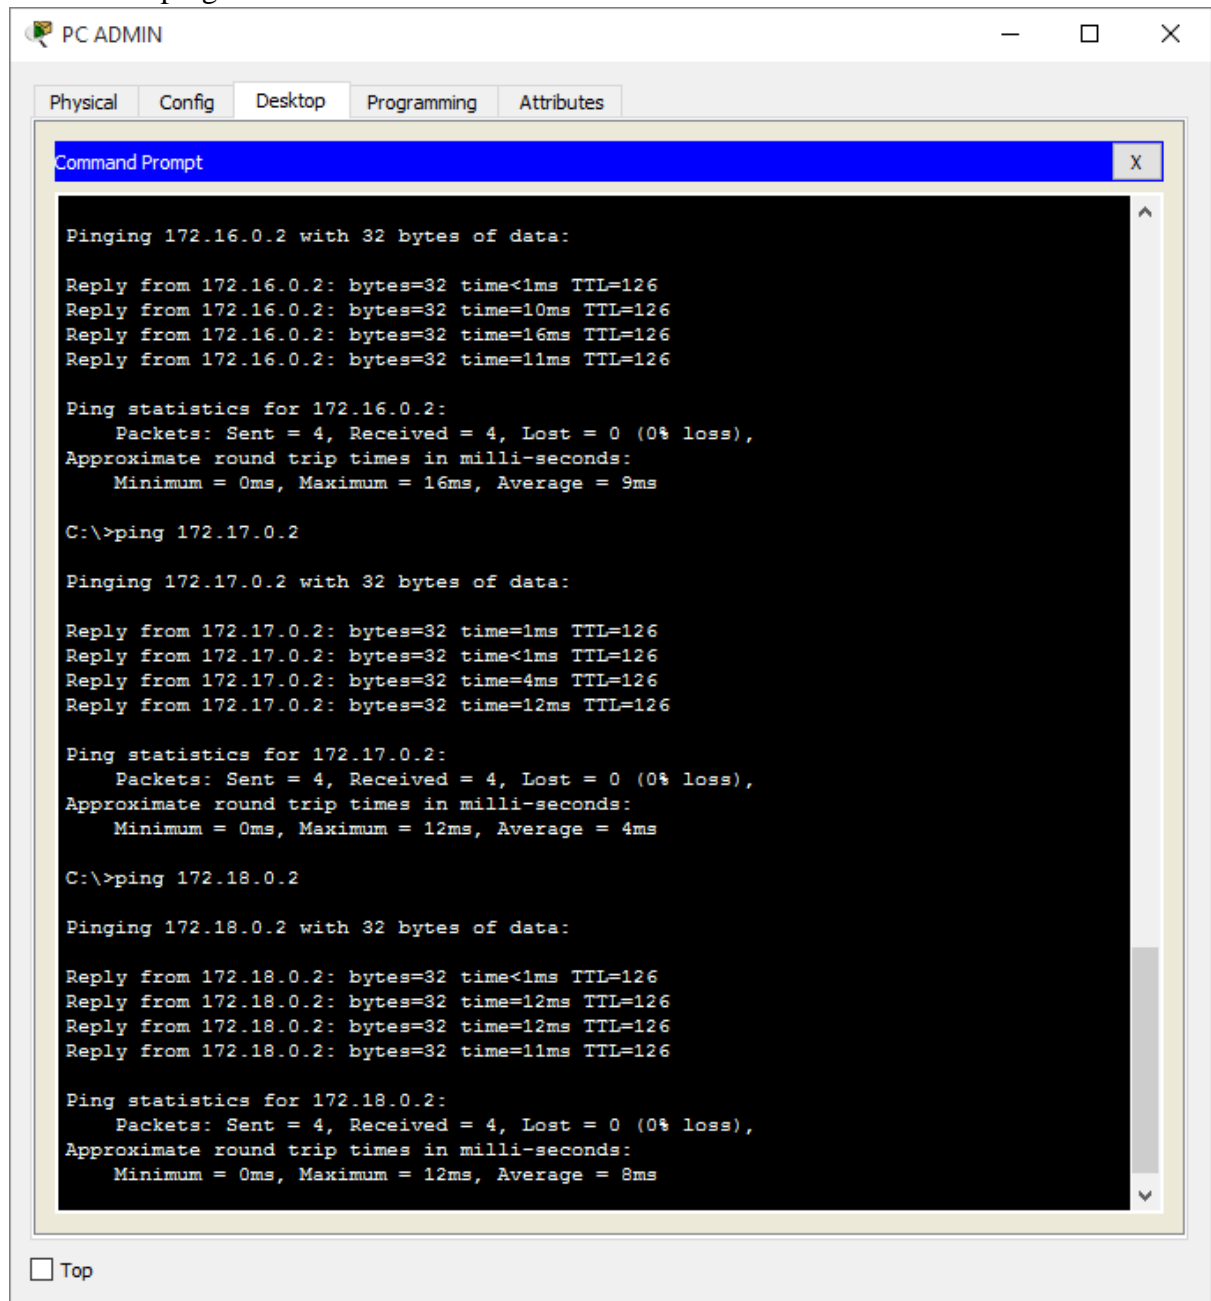 PC ADMIN
Physical Config Desktop Programming Attributes
Command Prompt X
Pinging 172.16.0.2 with 32 bytes of data:
Reply from 172.16.0.2: bytes=32 time<1ms TTL=126
Reply from 172.16.0.2: bytes=32 time=10ms TTL=126
Reply from 172.16.0.2: bytes=32 time=16ms TTL=126
Reply from 172.16.0.2: bytes=32 time=11ms TTL=126
Ping statistics for 172.16.0.2:
Packets: Sent = 4, Received = 4, Lost = 0 (0% loss),
Approximate round trip times in milli-seconds:
Minimum = 0ms, Maximum = 16ms, Average = 9ms
C:\>ping 172.17.0.2
Pinging 172.17.0.2 with 32 bytes of data:
Reply from 172.17.0.2: bytes=32 time=1ms TTL=126
Reply from 172.17.0.2: bytes=32 time<1ms TTL=126
Reply from 172.17.0.2: bytes=32 time=4ms TTL=126
Reply from 172.17.0.2: bytes=32 time=12ms TTL=126
Ping statistics for 172.17.0.2:
Packets: Sent = 4, Received = 4, Lost = 0 (0% loss),
Approximate round trip times in milli-seconds:
Minimum = 0ms, Maximum = 12ms, Average = 4ms
C:\>ping 172.18.0.2
Pinging 172.18.0.2 with 32 bytes of data:
Reply from 172.18.0.2: bytes=32 time<1ms TTL=126
Reply from 172.18.0.2: bytes=32 time=12ms TTL=126
Reply from 172.18.0.2: bytes=32 time=12ms TTL=126
Reply from 172.18.0.2: bytes=32 time=11ms TTL=126
Ping statistics for 172.18.0.2:
Packets: Sent = 4, Received = 4, Lost = 0 (0% loss),
Approximate round trip times in milli-seconds:
Minimum = 0ms, Maximum = 12ms, Average = 8ms
Top